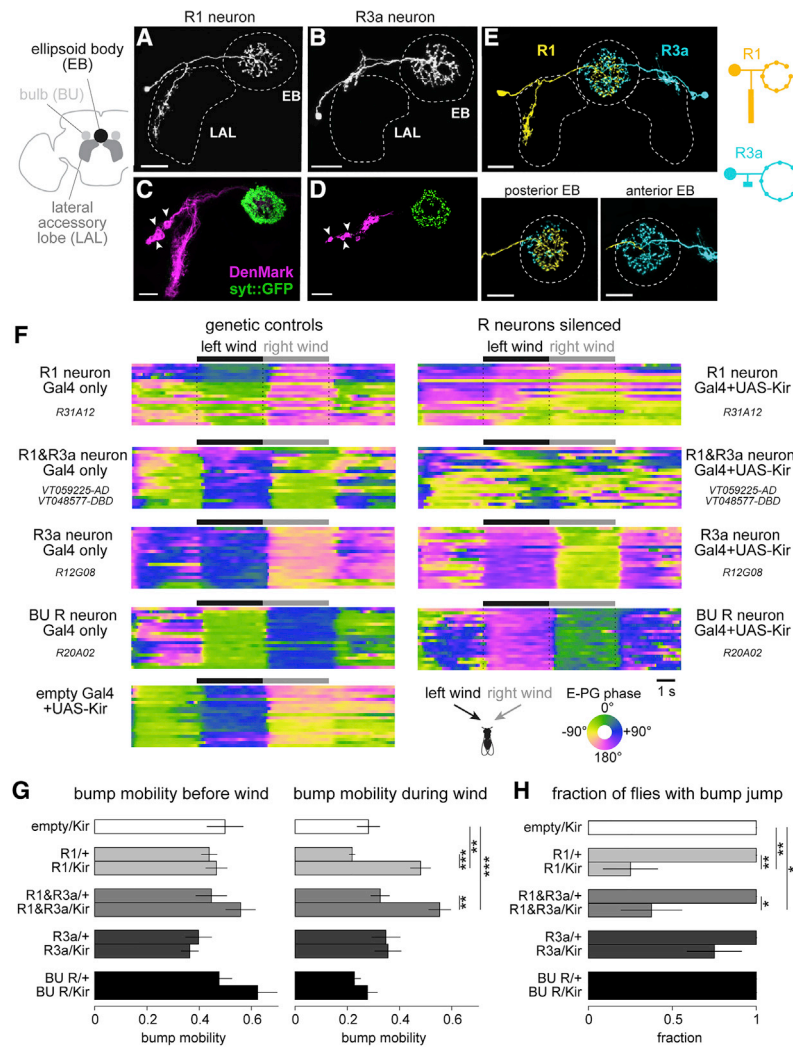 R1 neuron
R3a neuron
ellipsoid body
(EB)
bulb (BU)
lateral
accessory
lobe (LAL)
A
EB
LAL
B
EB
LAL
E
R1
R3a
R1
R3a
C
DenMark
syt::GFP
D
posterior EB
anterior EB
F
genetic controls
left wind right wind
R neurons silenced
left wind right wind
R1 neuron
Gal4 only
R31A12
R1 neuron
Gal4+UAS-Kir
R31A12
R1&R3a neuron
Gal4 only
VT059225-AD
VT048577-DBD
R1&R3a neuron
Gal4+UAS-Kir
VT059225-AD
VT048577-DBD
R3a neuron
Gal4 only
R12G08
R3a neuron
Gal4+UAS-Kir
R12G08
BU R neuron
Gal4 only
R20A02
BU R neuron
Gal4+UAS-Kir
R20A02
empty Gal4
+UAS-Kir
1 s
left wind right wind
E-PG phase
0°
-90° +90°
180°
G
bump mobility before wind
empty/Kir
R1/+
R1/Kir
R1&R3a/+
R1&R3a/Kir
R3a/+
R3a/Kir
BU R/+
BU R/Kir
0 0.2 0.4 0.6
bump mobility
bump mobility during wind
***
**
**
***
0 0.2 0.4 0.6
bump mobility
H
fraction of flies with bump jump
empty/Kir
R1/+
R1/Kir
R1&R3a/+
R1&R3a/Kir
R3a/+
R3a/Kir
BU R/+
BU R/Kir
**
*
**
*
0 0.5 1
fraction